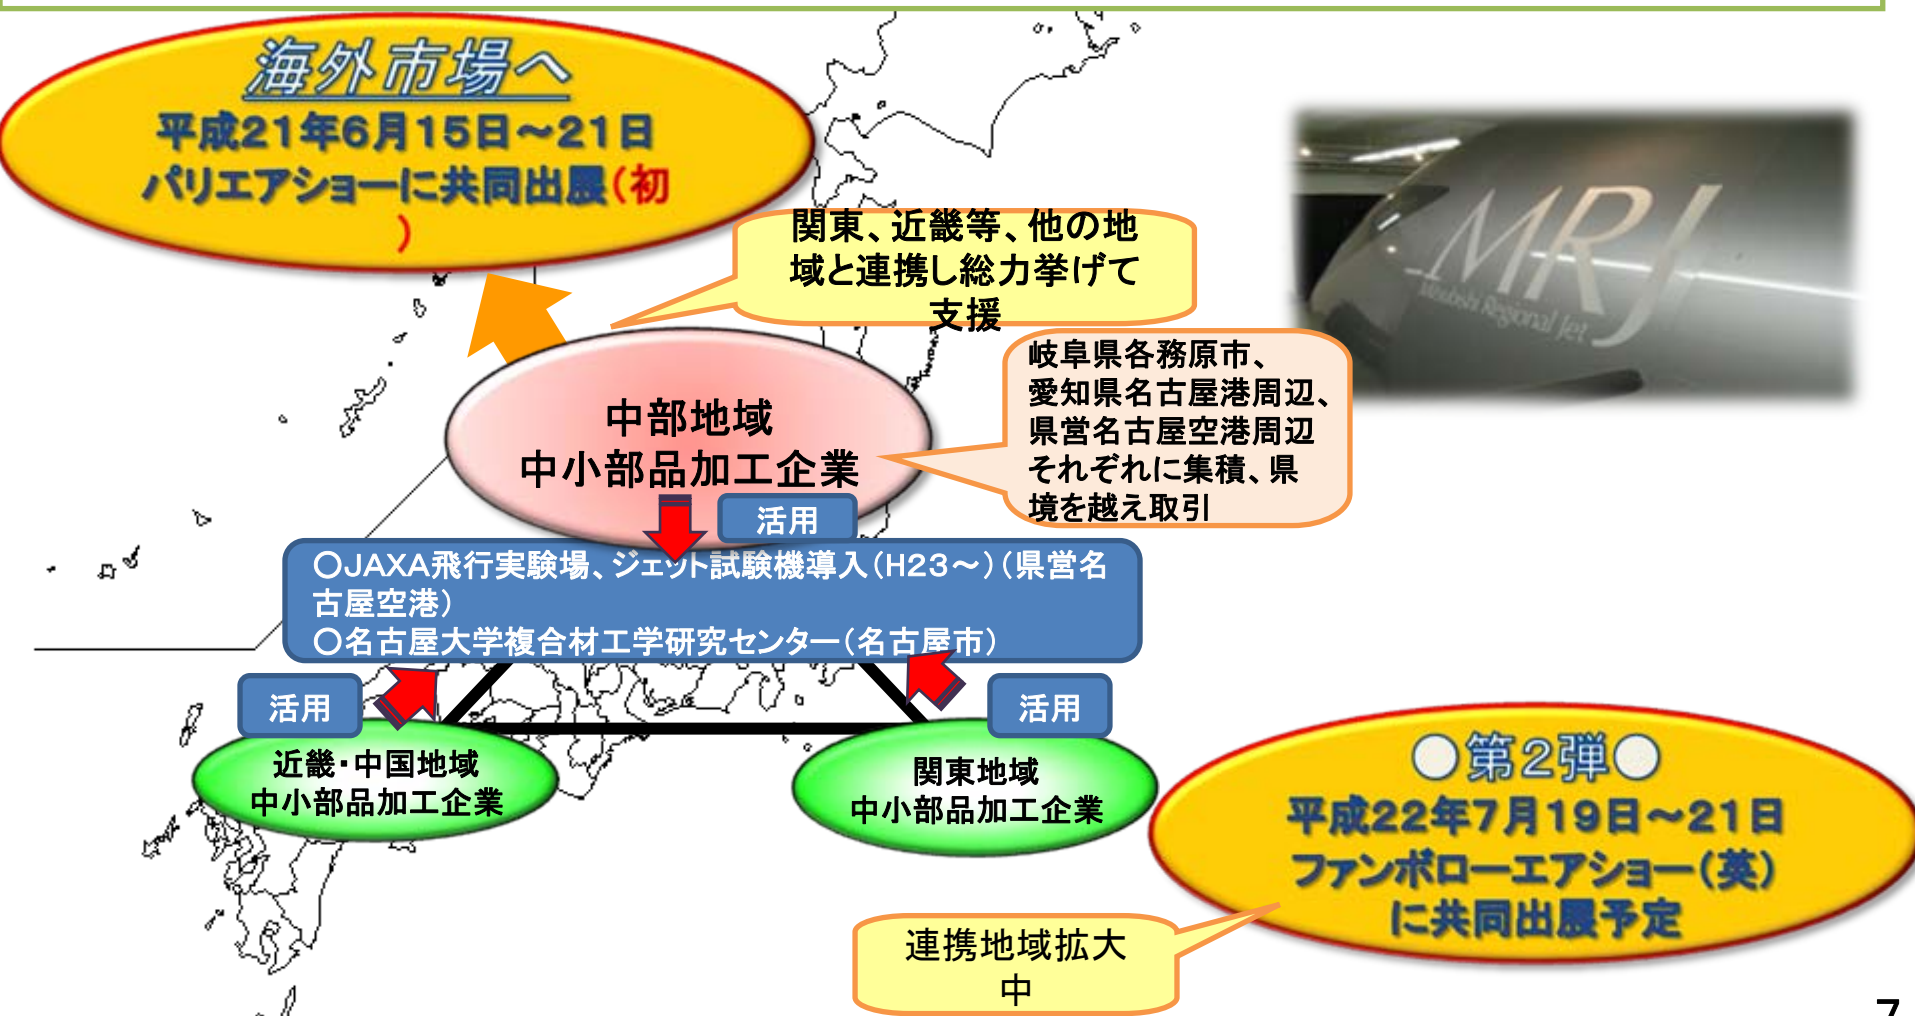 海外市場へ
平成21年6月15日～21日
パリエアショーに共同出展(初
)
関東、近畿等、他の地
域と連携し総力挙げて
支援
MRJ
Mitsubishi Regional Jet
岐阜県各務原市、
愛知県名古屋港周辺、
県営名古屋空港周辺
それぞれに集積、県
境を越え取引
中部地域
中小部品加工企業
活用
○JAXA飛行実験場、ジェット試験機導入(H23～)(県営名
古屋空港)
○名古屋大学複合材工学研究センター(名古屋市)
活用
活用
近畿・中国地域
中小部品加工企業
関東地域
中小部品加工企業
●第2弾●
平成22年7月19日～21日
ファンボローエアショー(英)
に共同出展予定
連携地域拡大
中
7